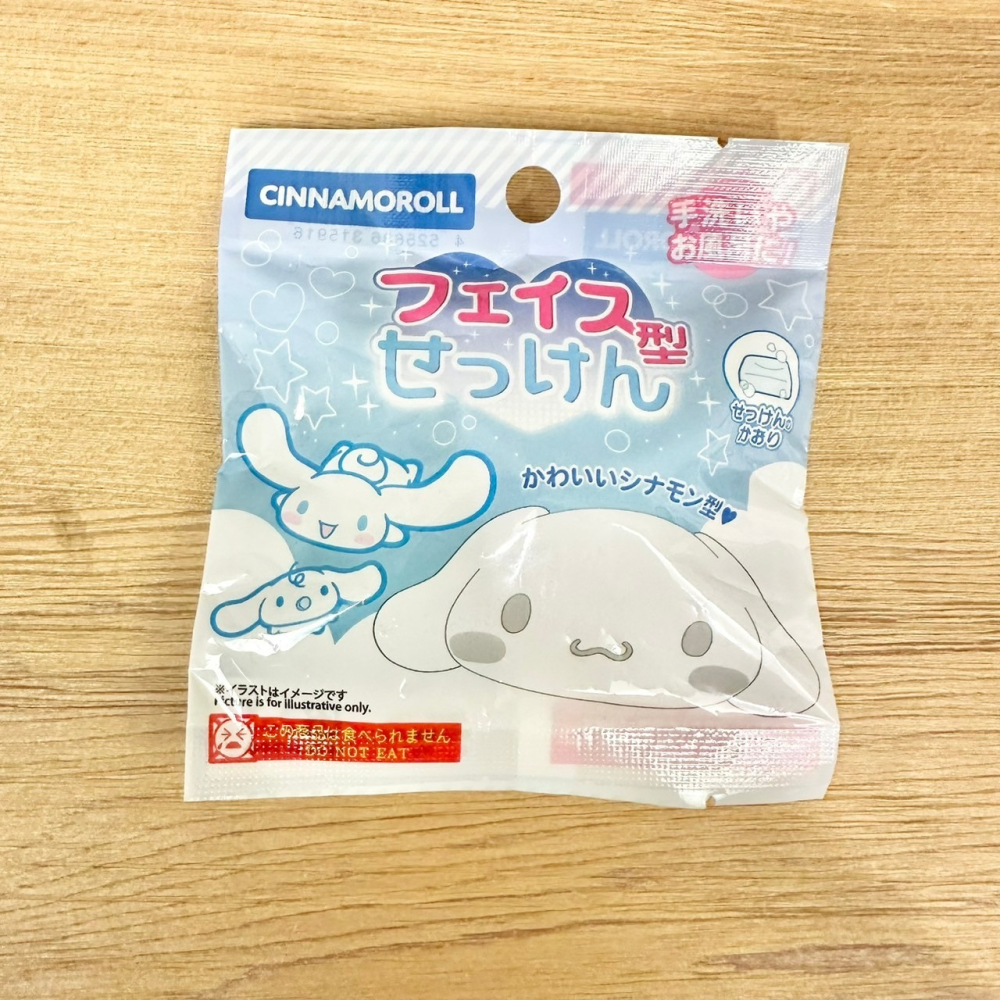 CINNAMOROLL
手洗いや
お風呂に!
フェイス型
せっけん
せっけんの
かおり
かわいいシナモン型♥
※イラストはイメージです
Picture is for illustrative only.
この商品は食べられません
DO NOT EAT